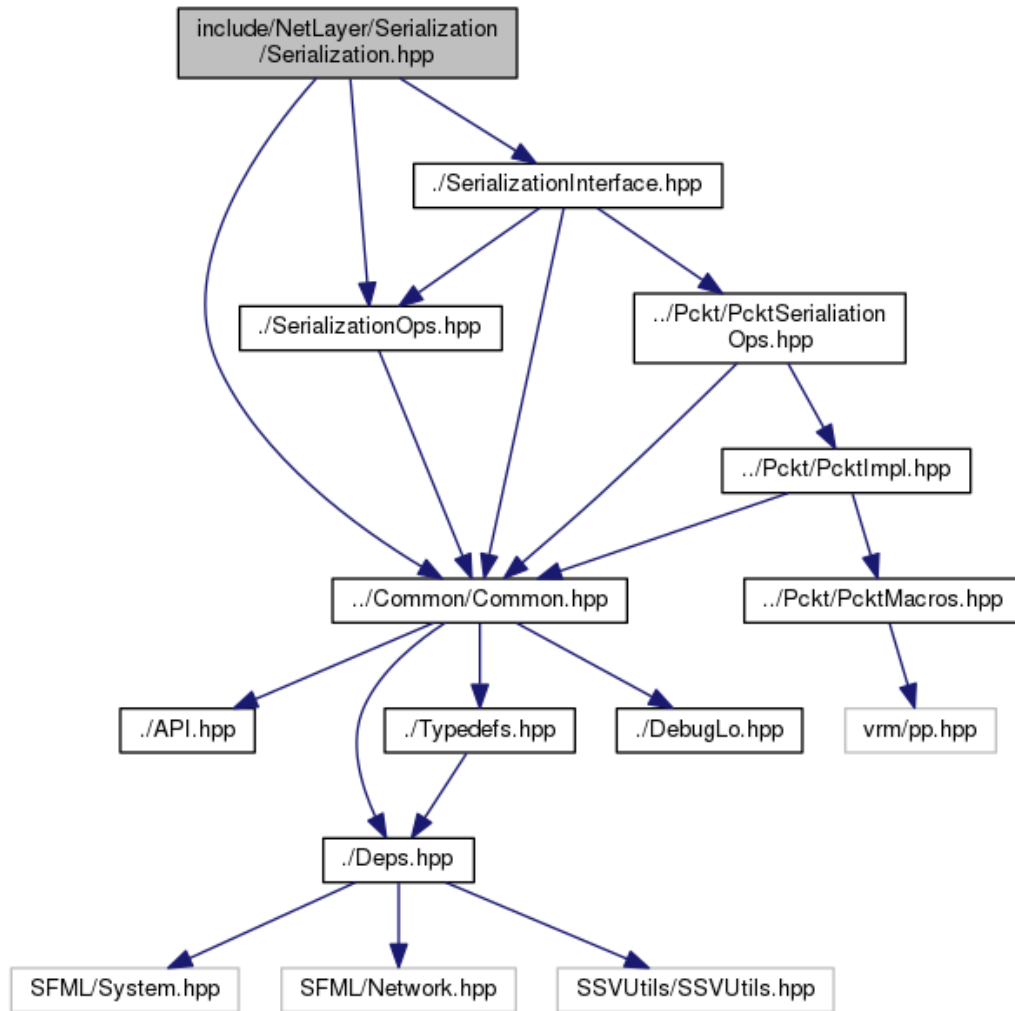 include/NetLayer/Serialization
/Serialization.hpp
./SerializationInterface.hpp
./SerializationOps.hpp
../Pckt/PcktSerialiation
Ops.hpp
../Pckt/PcktImpl.hpp
../Common/Common.hpp
../Pckt/PcktMacros.hpp
./API.hpp
./Typedefs.hpp
./DebugLo.hpp
vrm/pp.hpp
./Deps.hpp
SFML/System.hpp
SFML/Network.hpp
SSVUtils/SSVUtils.hpp